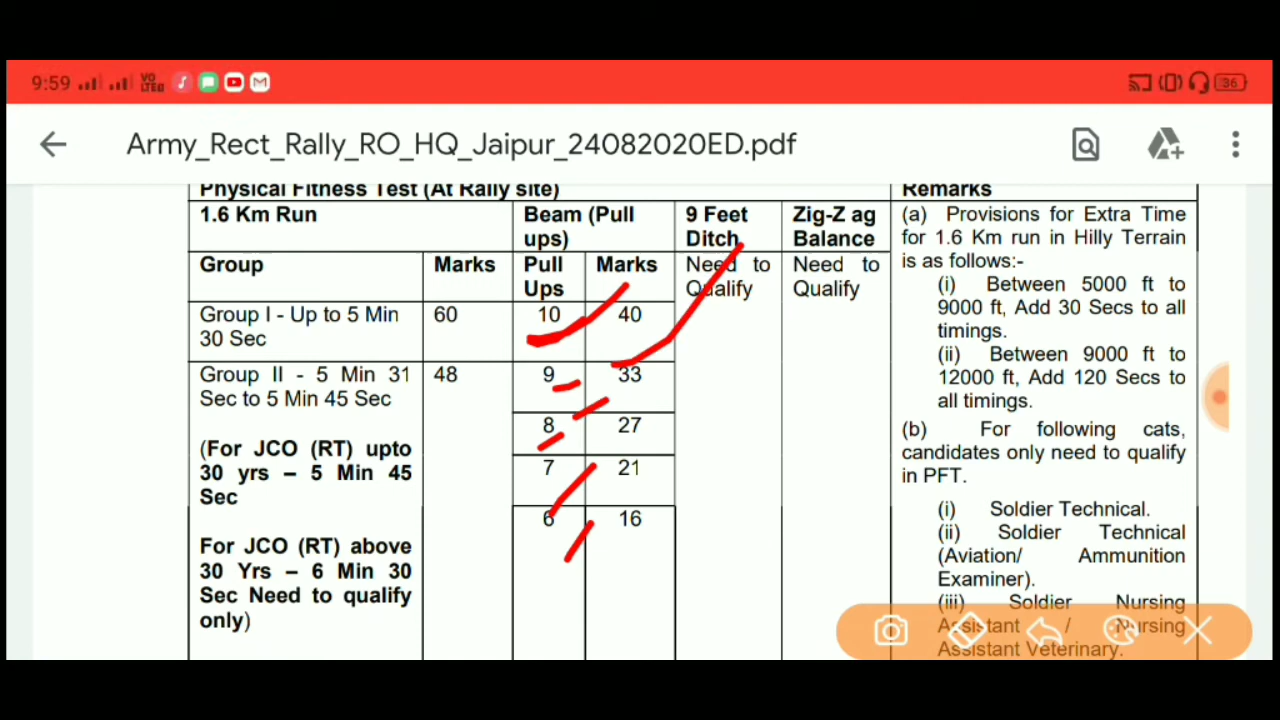 9:59 VO LTE 36
Army_Rect_Rally_RO_HQ_Jaipur_24082020ED.pdf
Physical Fitness Test (At Rally site)
Remarks
1.6 Km Run
Beam (Pull
ups)
9 Feet
Ditch
Zig-Z ag
Balance
Group
Marks
Pull
Ups
Marks
Need to
Qualify
Need to
Qualify
Group I - Up to 5 Min
30 Sec
60
10
40
Group II - 5 Min 31
Sec to 5 Min 45 Sec
48
9
33
8
27
7
21
6
16
(For JCO (RT) upto
30 yrs – 5 Min 45
Sec
For JCO (RT) above
30 Yrs – 6 Min 30
Sec Need to qualify
only)
(a) Provisions for Extra Time
for 1.6 Km run in Hilly Terrain
is as follows:-
(i) Between 5000 ft to
9000 ft, Add 30 Secs to all
timings.
(ii) Between 9000 ft to
12000 ft, Add 120 Secs to
all timings.
(b) For following cats,
candidates only need to qualify
in PFT.
(i) Soldier Technical.
(ii) Soldier Technical
(Aviation/ Ammunition
Examiner).
(iii) Soldier Nursing
Assistant / Nursing
Assistant Veterinary.